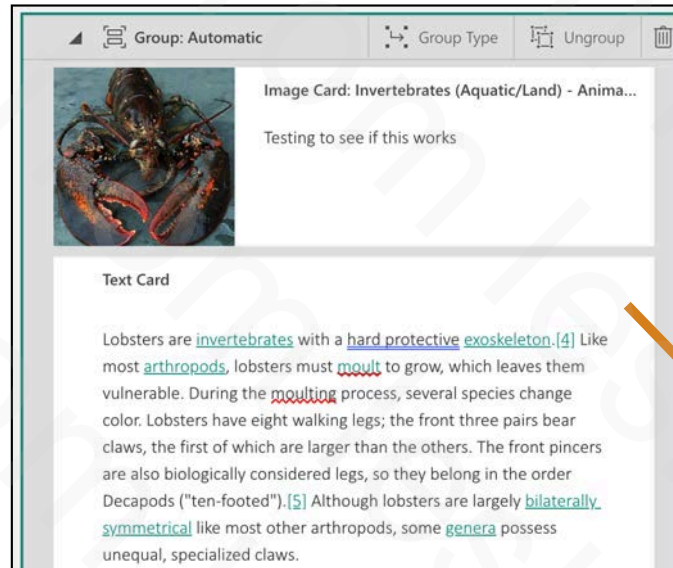 Group: Automatic
Group Type
Ungroup
Image Card: Invertebrates (Aquatic/Land) - Anima...
Testing to see if this works
Text Card
Lobsters are invertebrates with a hard protective exoskeleton.[4] Like
most arthropods, lobsters must moult to grow, which leaves them
vulnerable. During the moulting process, several species change
color. Lobsters have eight walking legs; the front three pairs bear
claws, the first of which are larger than the others. The front pincers
are also biologically considered legs, so they belong in the order
Decapods ("ten-footed").[5] Although lobsters are largely bilaterally
symmetrical like most other arthropods, some genera possess
unequal, specialized claws.